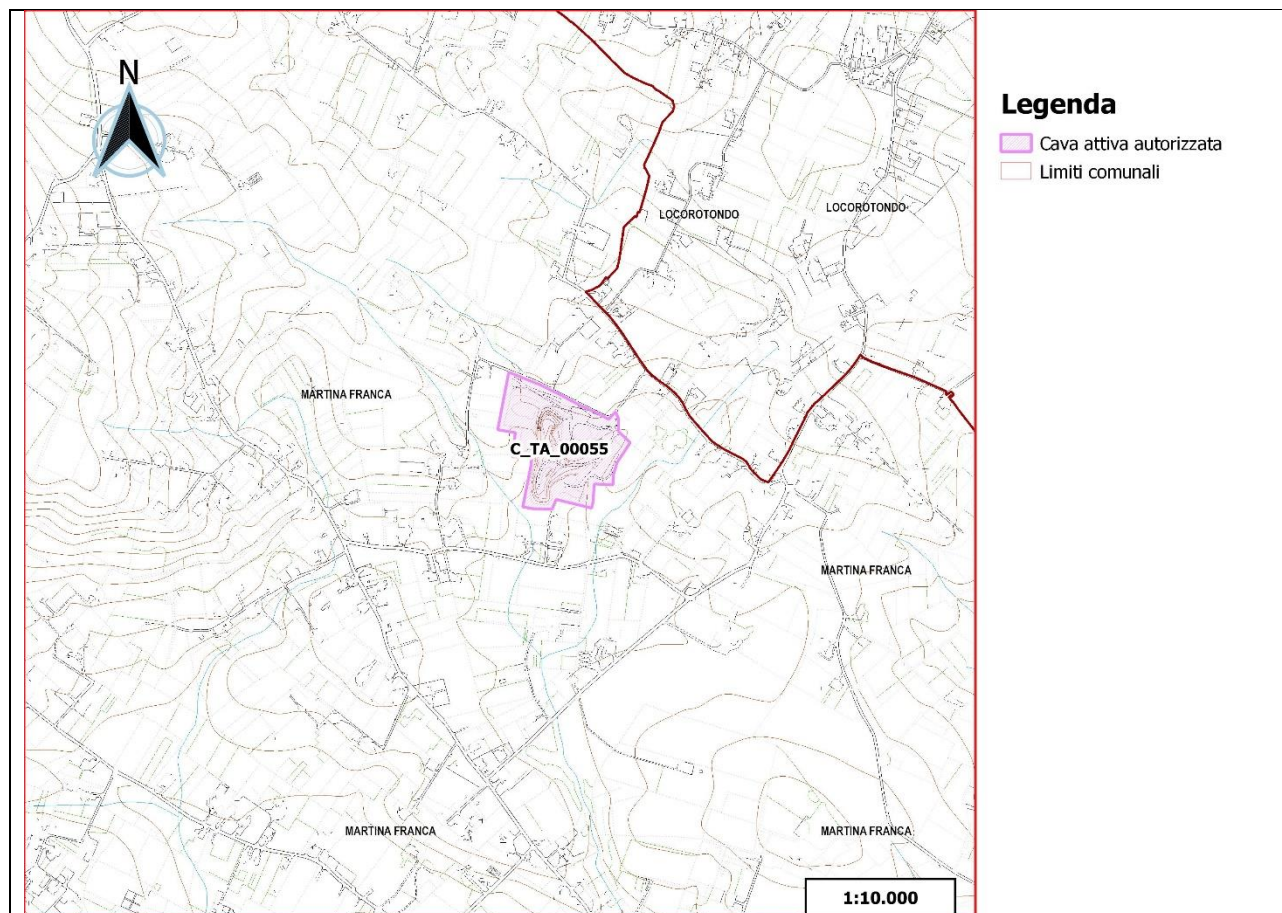 N
Legenda
Cava attiva autorizzata
Limiti comunali
LOCOROTONDO
LOCOROTONDO
MARTINA FRANCA
C_TA_00055
MARTINA FRANCA
MARTINA FRANCA
MARTINA FRANCA
1:10.000